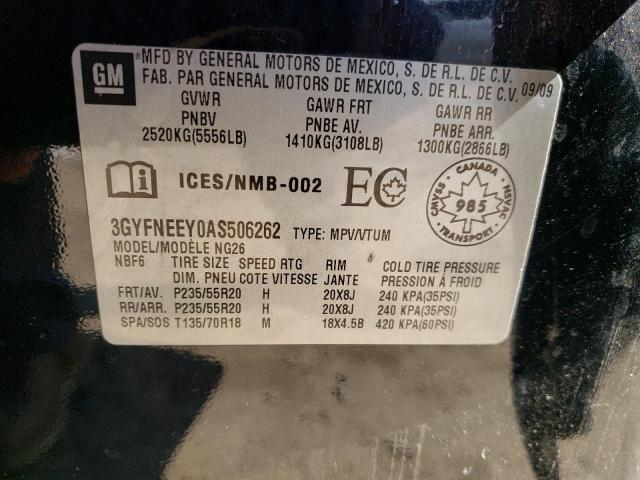 GM
MFD BY GENERAL MOTORS DE MEXICO, S. DE R.L. DE C.V.
FAB. PAR GENERAL MOTORS DE MEXICO, S. DE R.L. DE C.V. 09/09
GVWR GAWR FRT GAWR RR
PNBV PNBE AV. PNBE ARR.
2520KG(5556LB) 1410KG(3108LB) 1300KG(2866LB)
i ICES/NMB-002 EC
CANADA
CMVSS 985 NSVAC
3GYFNEEY0AS506262 TYPE: MPV/VTUM
MODEL/MODÈLE NG26
NBF6 TIRE SIZE SPEED RTG RIM COLD TIRE PRESSURE
DIM. PNEU COTE VITESSE JANTE PRESSION À FROID
FRT/AV. P235/55R20 H 20X8J 240 KPA(35PSI)
RR/ARR. P235/55R20 H 20X8J 240 KPA(35PSI)
SPA/SOS T135/70R18 M 18X4.5B 420 KPA(60PSI)